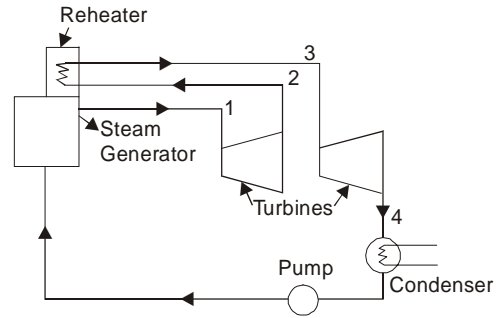 Reheater
3
2
1
Steam
Generator
Turbines
4
Pump
Condenser